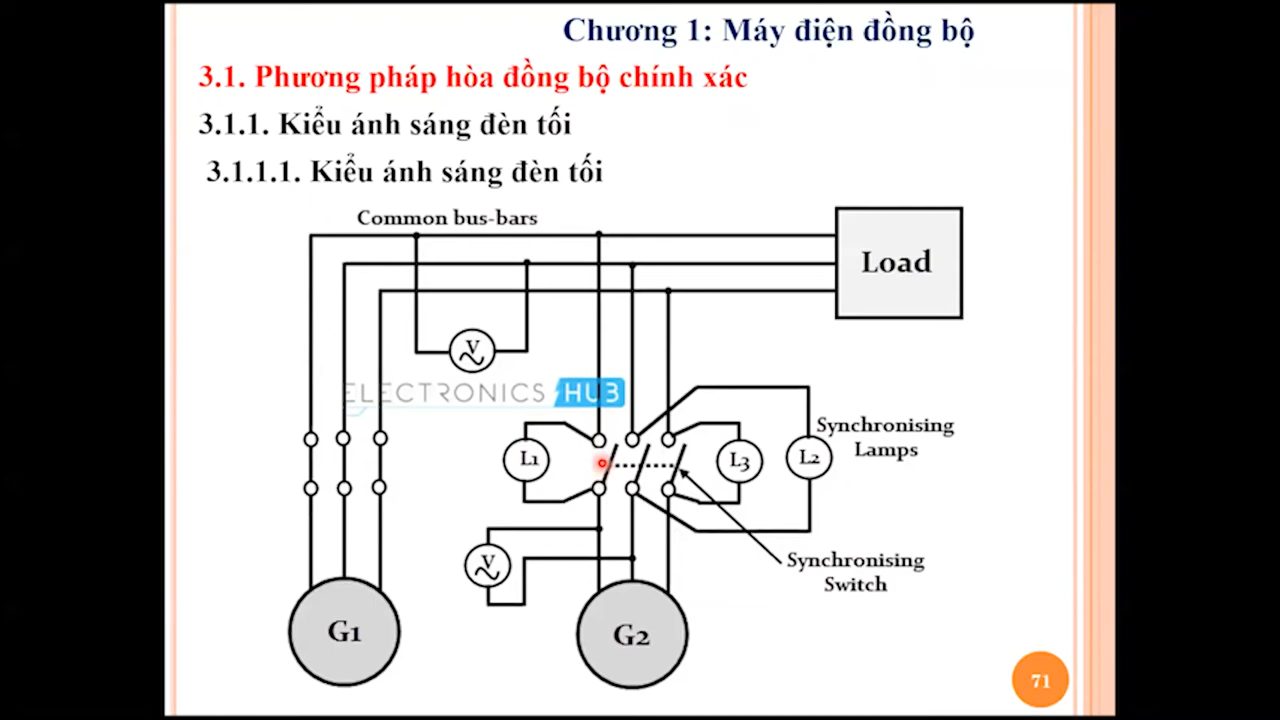 Chương 1: Máy điện đồng bộ
3.1. Phương pháp hòa đồng bộ chính xác
3.1.1. Kiểu ánh sáng đèn tối
3.1.1.1. Kiểu ánh sáng đèn tối
Common bus-bars
Load
V
ELECTRONICS HUB
L1
L3
L2
Synchronising
Lamps
V
Synchronising
Switch
G1
G2
71